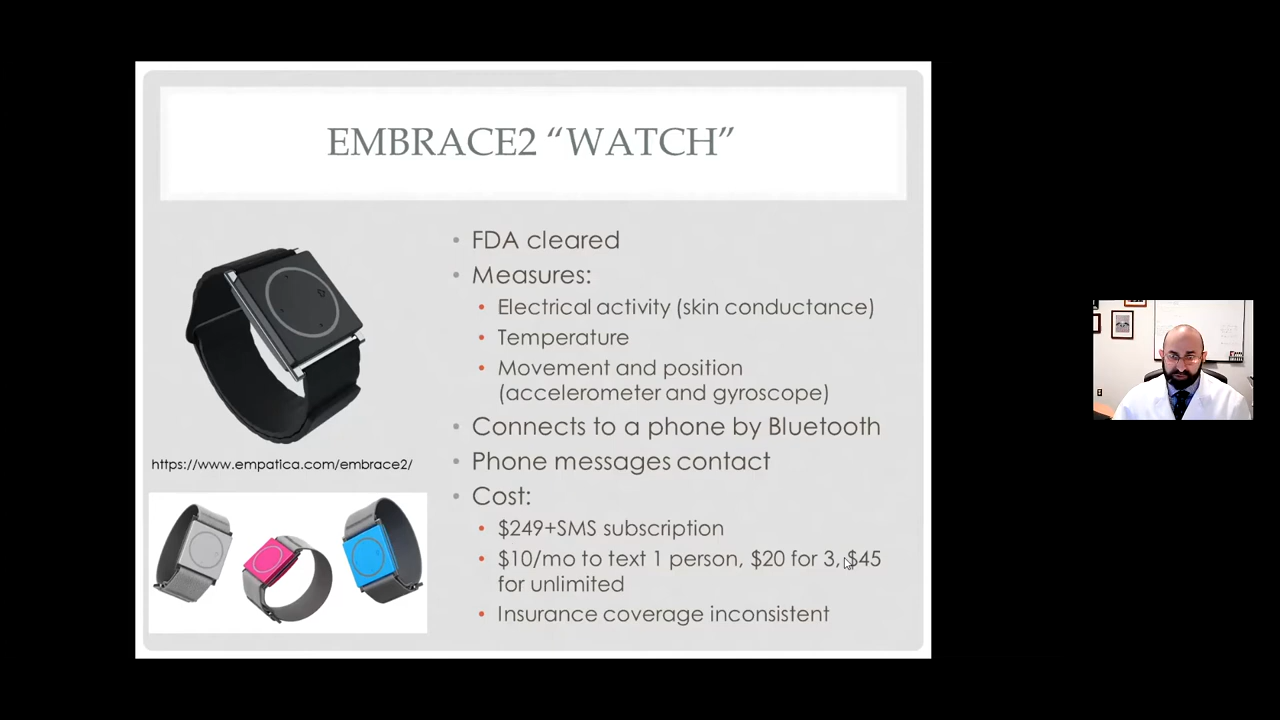 EMBRACE2 “WATCH”
• FDA cleared
• Measures:
• Electrical activity (skin conductance)
• Temperature
• Movement and position
(accelerometer and gyroscope)
• Connects to a phone by Bluetooth
• Phone messages contact
• Cost:
• $249+SMS subscription
• $10/mo to text 1 person, $20 for 3, $45
for unlimited
• Insurance coverage inconsistent
https://www.empatica.com/embrace2/